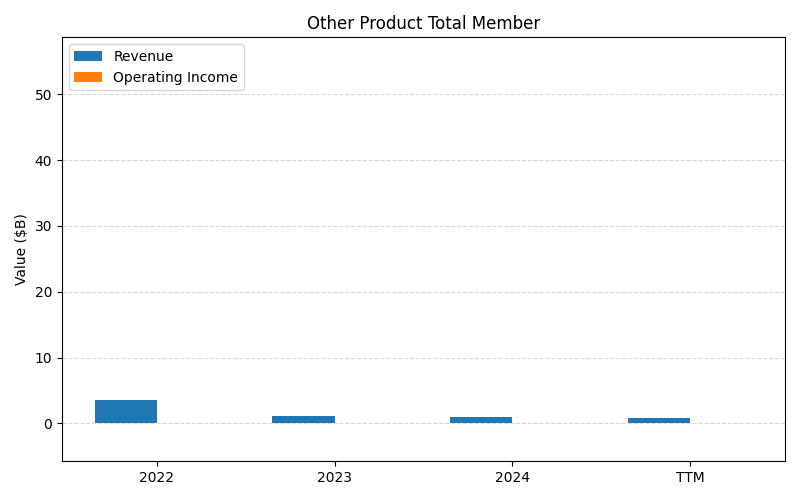 Other Product Total Member
Revenue
Operating Income
Value ($B)
50
40
30
20
10
0
2022 2023 2024 TTM